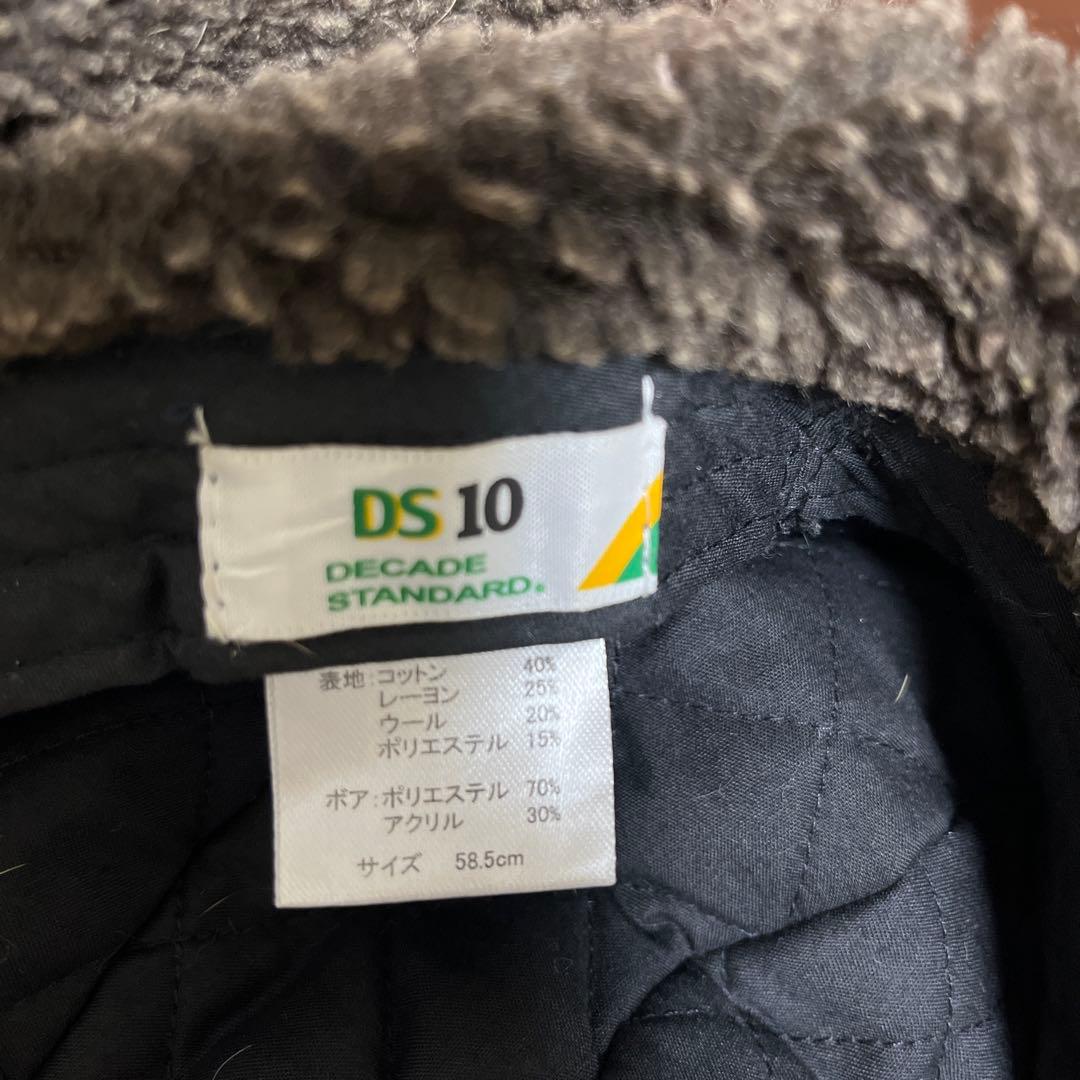 DS 10
DECADE
STANDARD.
表地:コットン 40%
レーヨン 25%
ウール 20%
ポリエステル 15%
ボア:ポリエステル 70%
アクリル 30%
サイズ 58.5cm